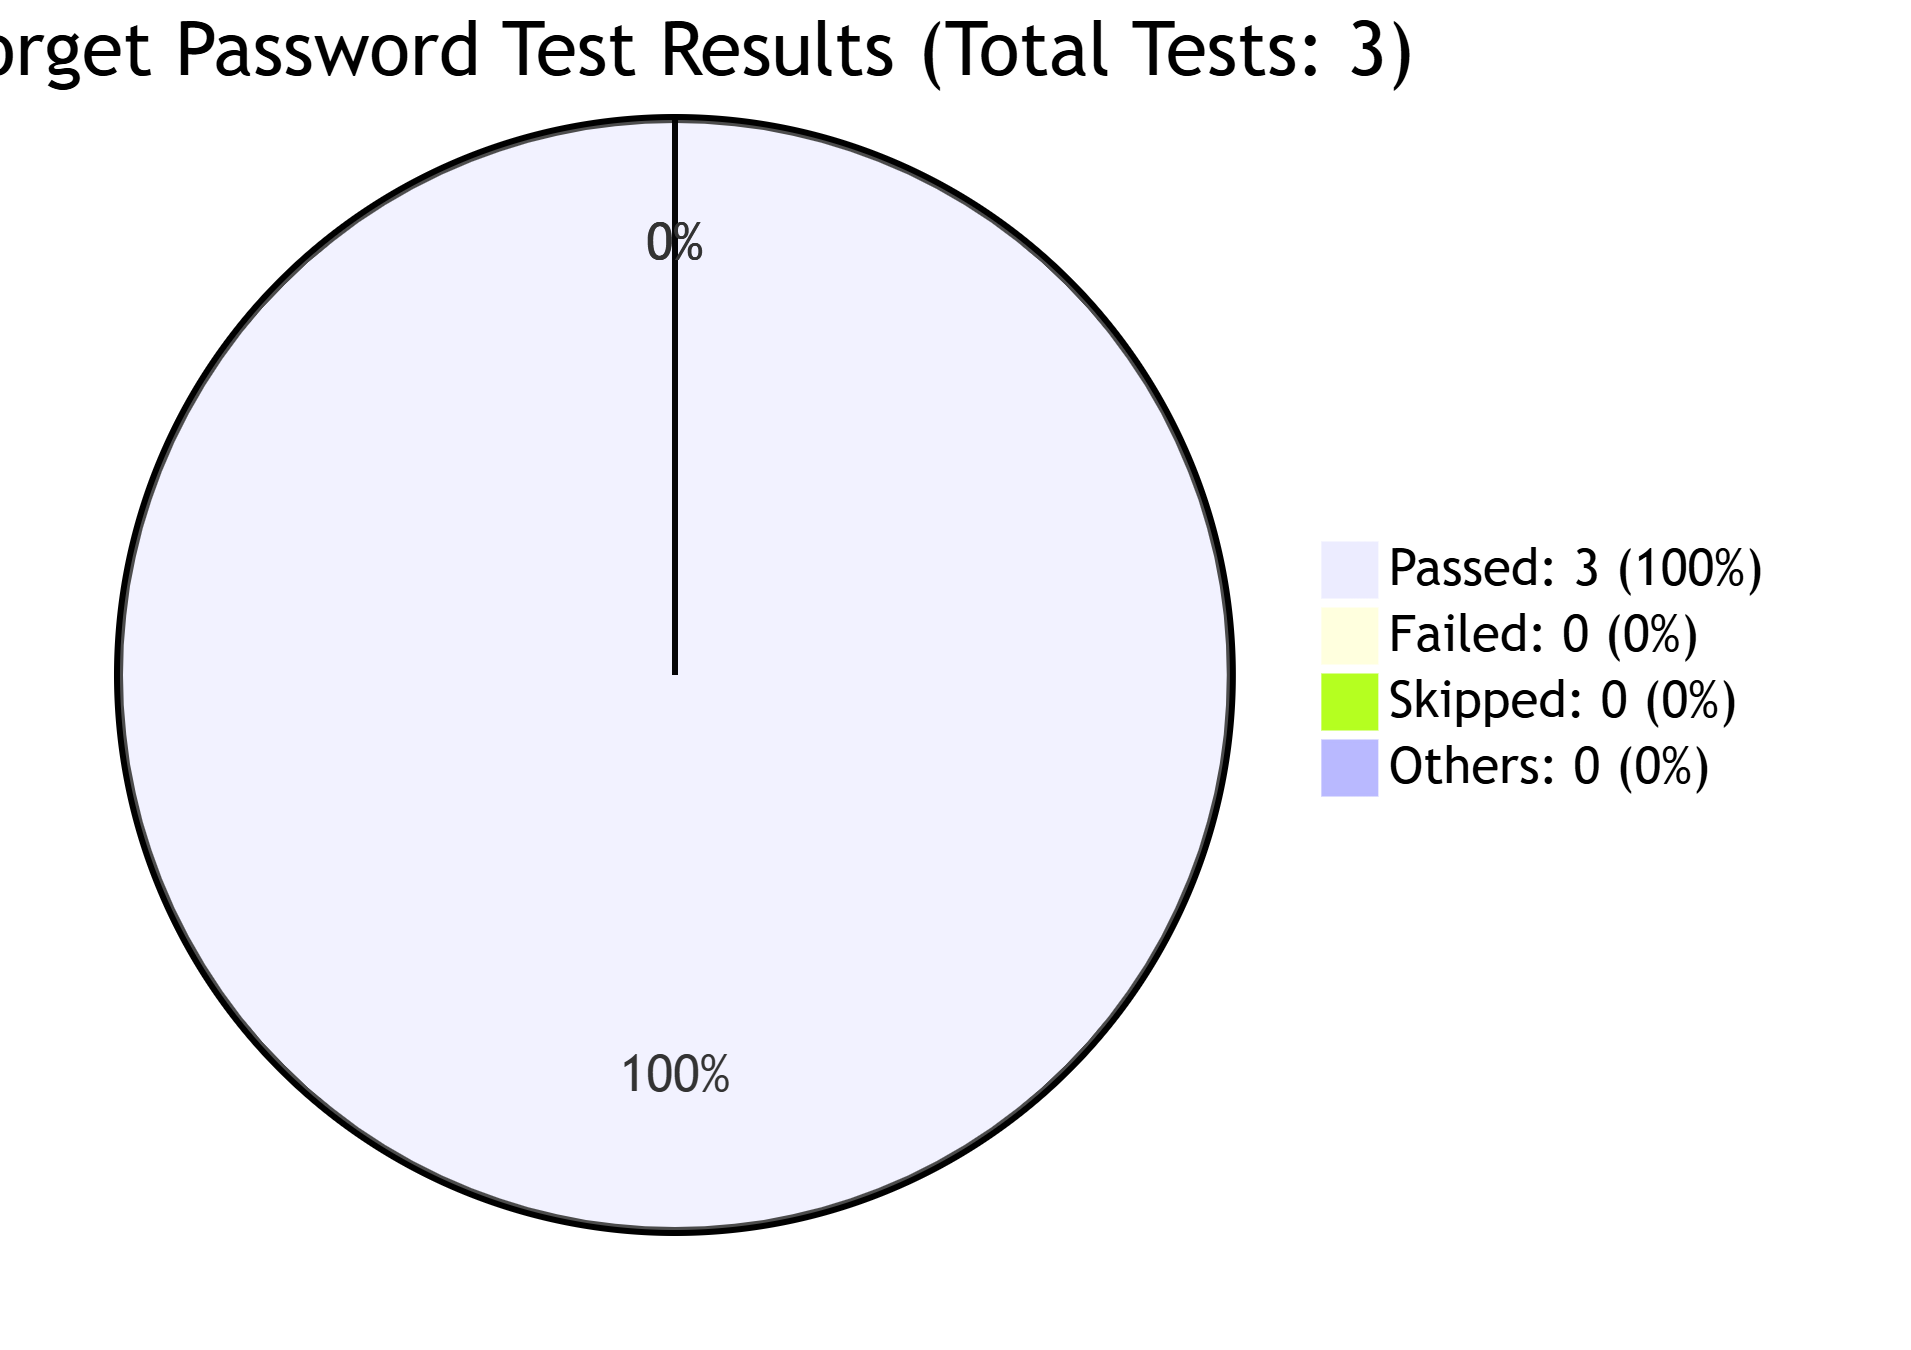 orget Password Test Results (Total Tests: 3)
0%
Passed: 3 (100%)
Failed: 0 (0%)
Skipped: 0 (0%)
Others: 0 (0%)
100%